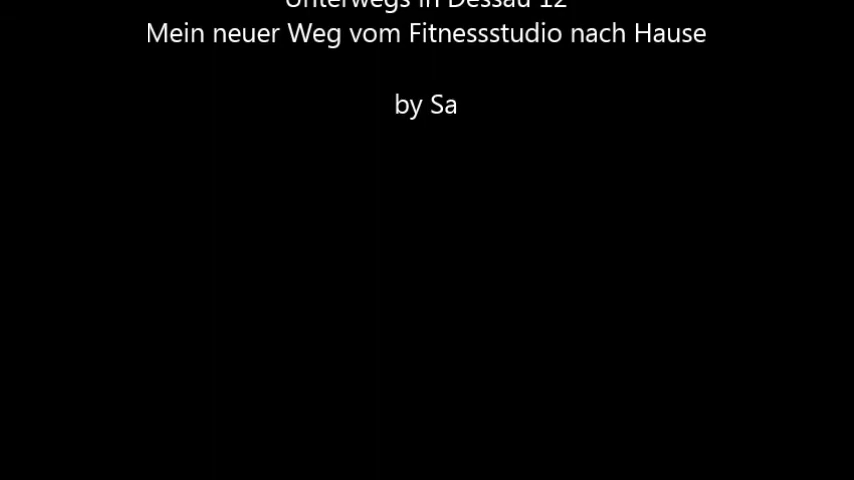 Unterwegs in Dessau 12
Mein neuer Weg vom Fitnessstudio nach Hause
by Sa